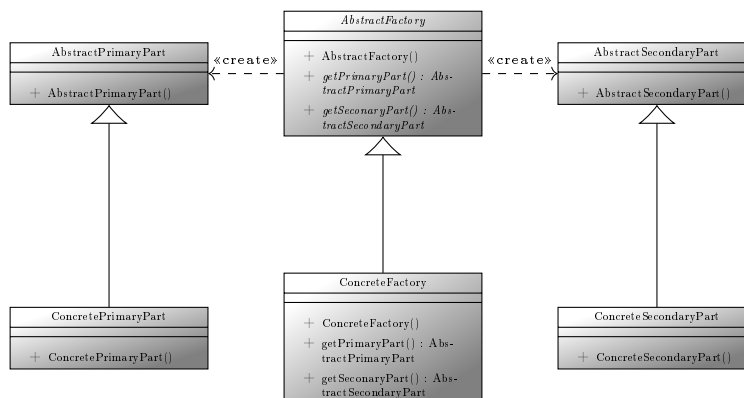 AbstractFactory
+ AbstractFactory()
+ getPrimaryPart() : Abs-
tractPrimaryPart
+ getSeconaryPart() : Abs-
tractSecondaryPart
AbstractPrimaryPart
+ AbstractPrimaryPart()
«create»
«create»
AbstractSecondaryPart
+ AbstractSecondaryPart()
ConcretePrimaryPart
+ ConcretePrimaryPart()
ConcreteFactory
+ ConcreteFactory()
+ getPrimaryPart() : Abs-
tractPrimaryPart
+ getSeconaryPart() : Abs-
tractSecondaryPart
ConcreteSecondaryPart
+ ConcreteSecondaryPart()